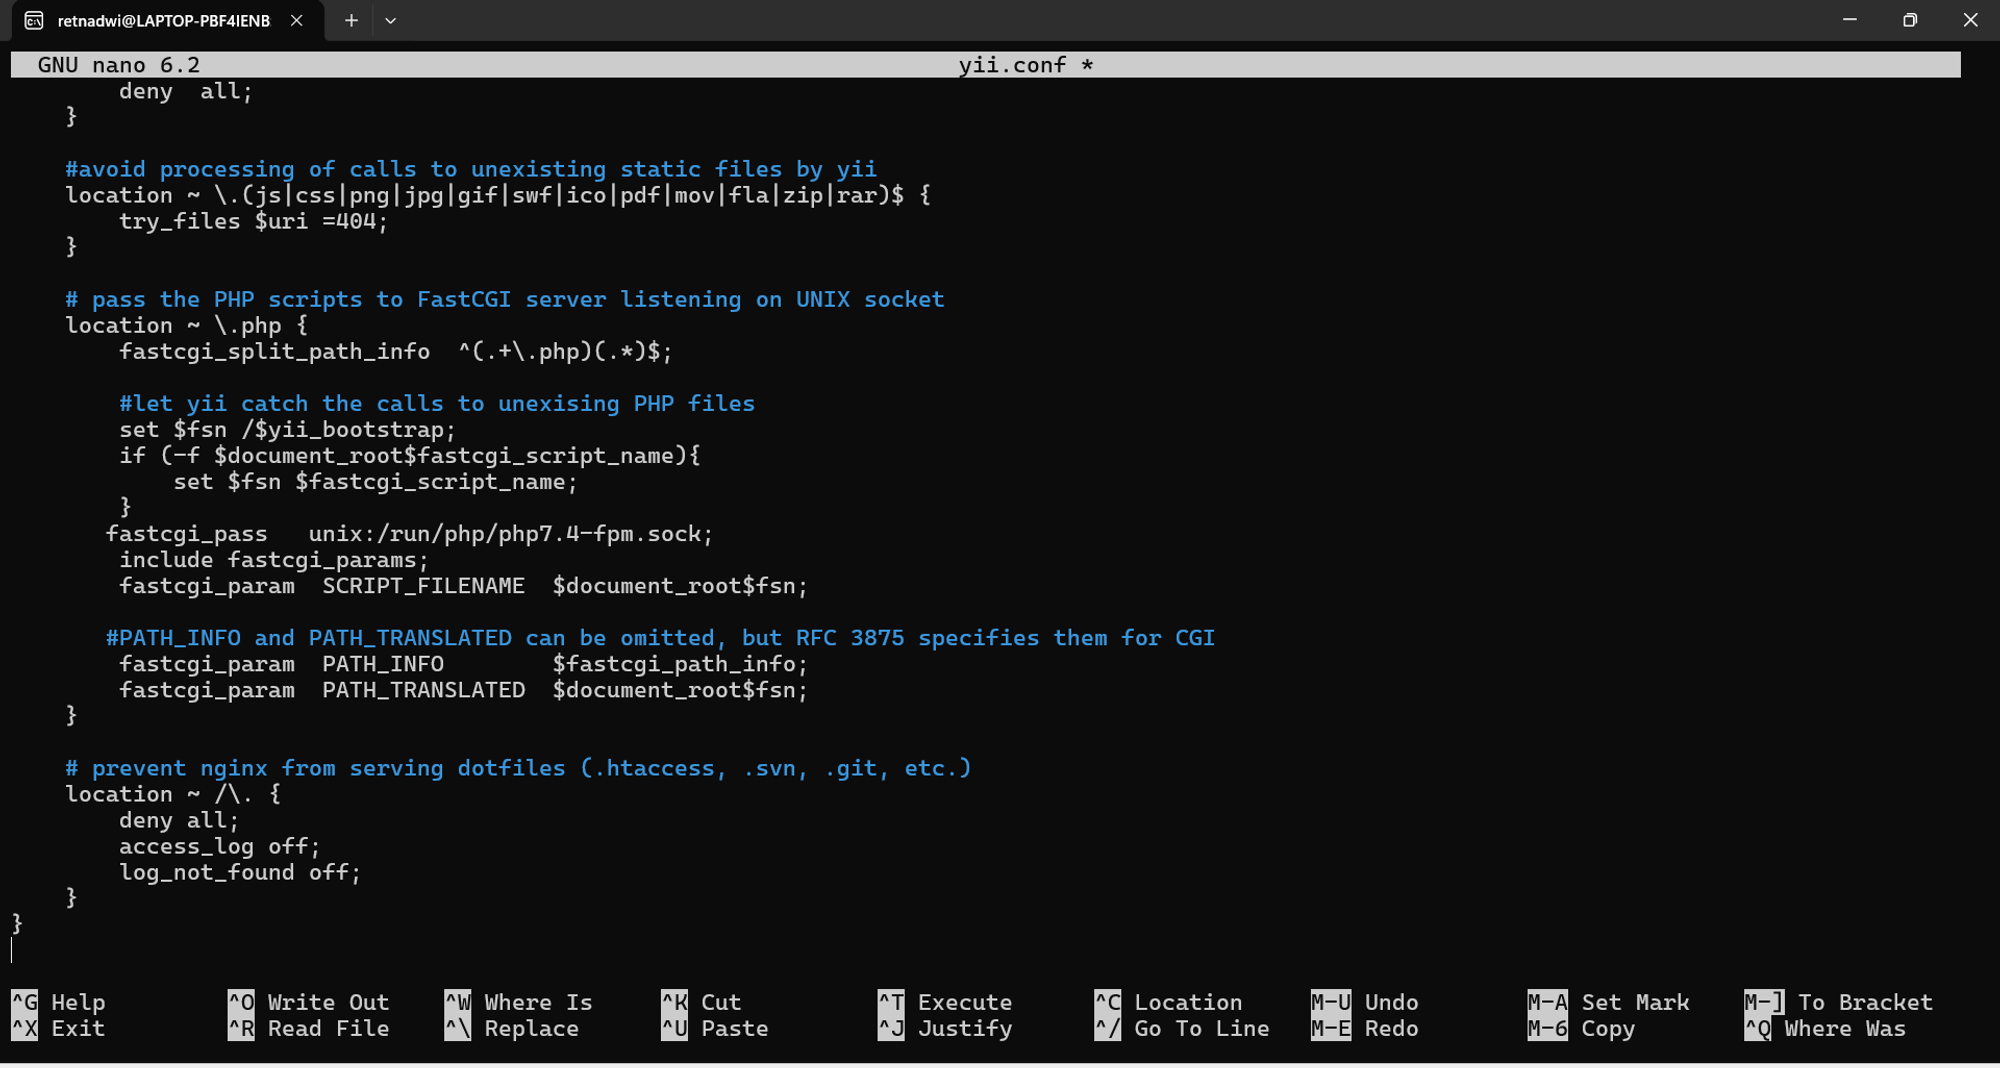 retnadwi@LAPTOP-PBF4IENB
GNU nano 6.2 yii.conf *
deny  all;
}
#avoid processing of calls to unexisting static files by yii
location ~ \.(js|css|png|jpg|gif|swf|ico|pdf|mov|fla|zip|rar)$ {
try_files $uri =404;
}
# pass the PHP scripts to FastCGI server listening on UNIX socket
location ~ \.php {
fastcgi_split_path_info  ^(.+\.php)(.*)$;
#let yii catch the calls to unexising PHP files
set $fsn /$yii_bootstrap;
if (-f $document_root$fastcgi_script_name){
set $fsn $fastcgi_script_name;
}
fastcgi_pass   unix:/run/php/php7.4-fpm.sock;
include fastcgi_params;
fastcgi_param  SCRIPT_FILENAME  $document_root$fsn;
#PATH_INFO and PATH_TRANSLATED can be omitted, but RFC 3875 specifies them for CGI
fastcgi_param  PATH_INFO        $fastcgi_path_info;
fastcgi_param  PATH_TRANSLATED  $document_root$fsn;
}
# prevent nginx from serving dotfiles (.htaccess, .svn, .git, etc.)
location ~ /\. {
deny all;
access_log off;
log_not_found off;
}
}
^G Help ^O Write Out ^W Where Is ^K Cut ^T Execute ^C Location M-U Undo M-A Set Mark M-] To Bracket
^X Exit ^R Read File ^\ Replace ^U Paste ^J Justify ^/ Go To Line M-E Redo M-6 Copy ^Q Where Was